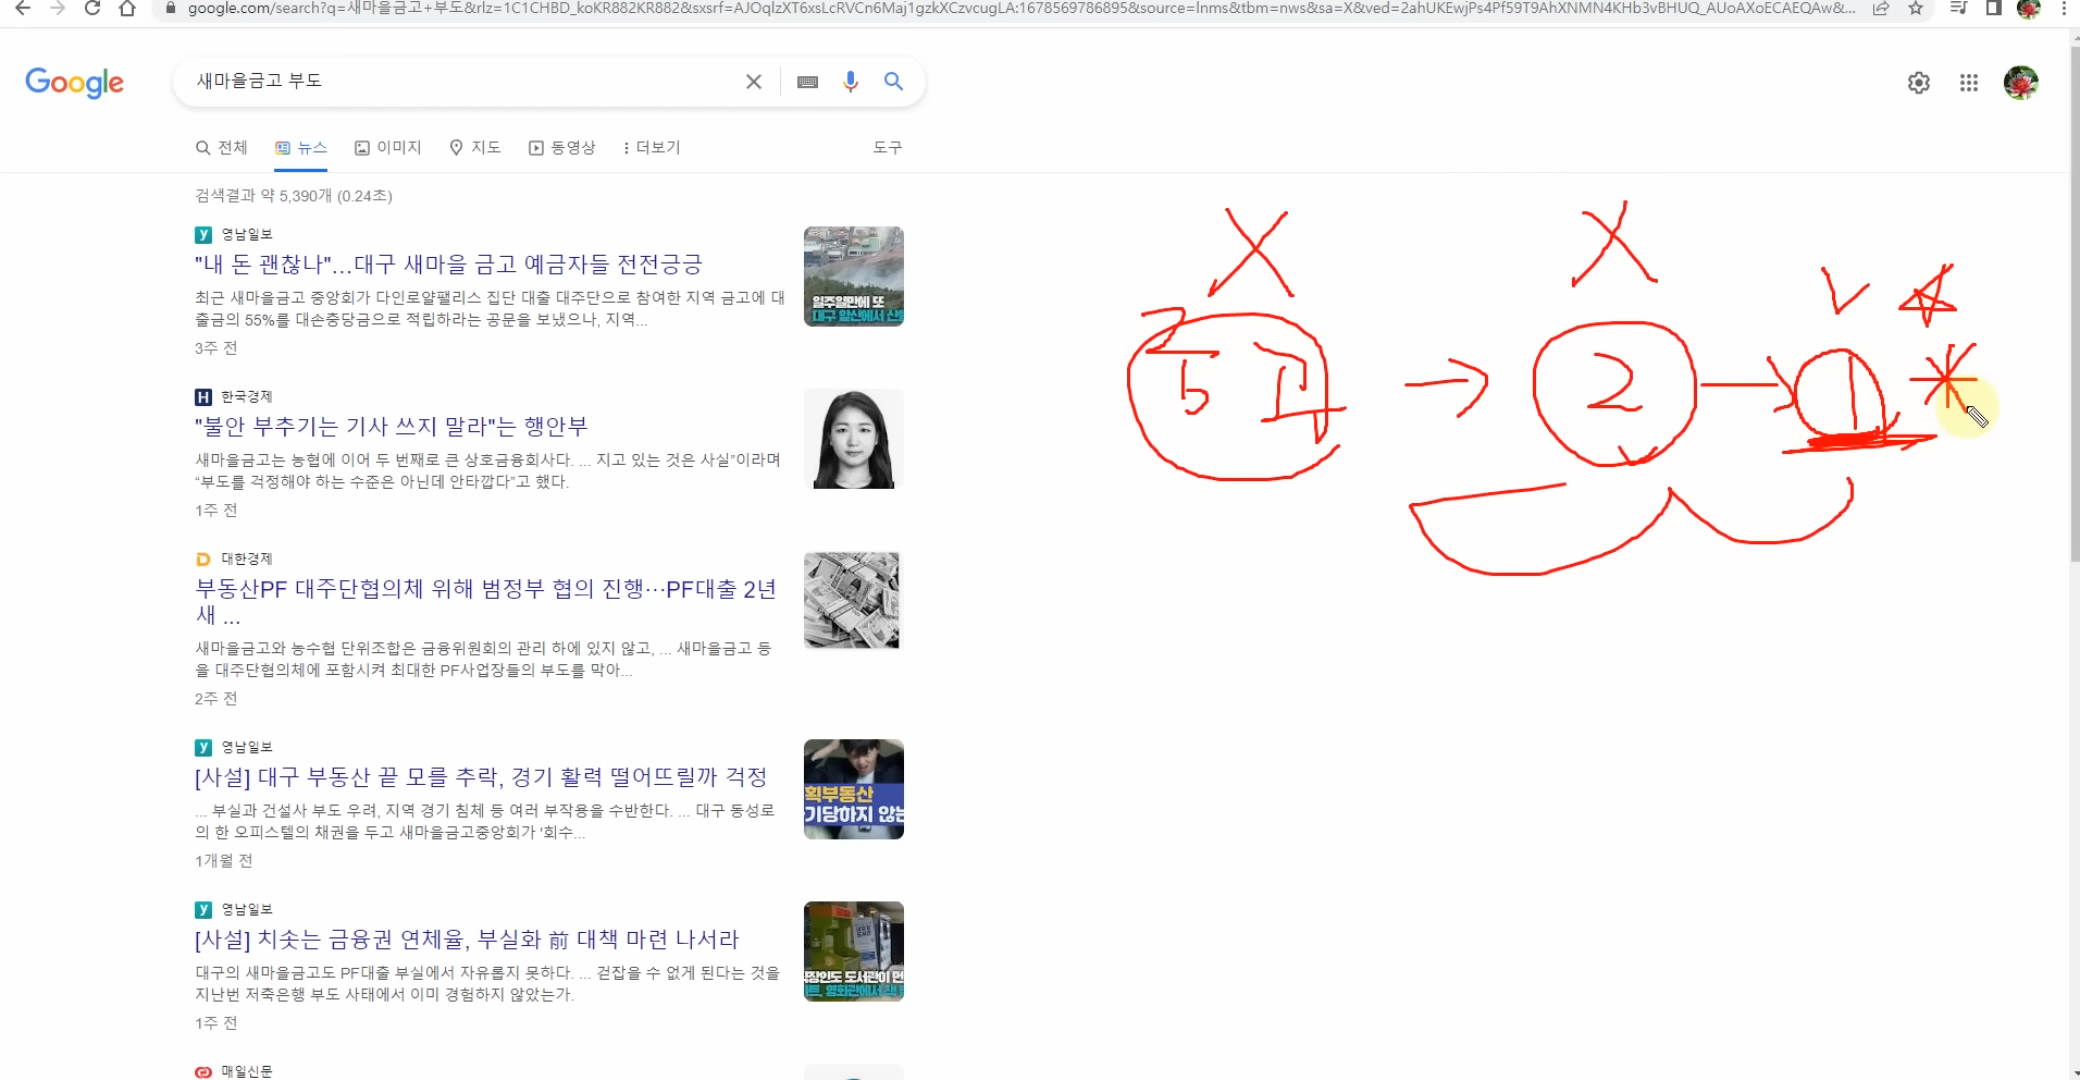 google.com/search?q=새마을금고+부도&rlz=1C1CHBD_koKR882KR882&sxsrf=AJOqlzXT6xsLcRVCn6Maj1gzkXCzvcugLA:1678569786895&source=lnms&tbm=nws&sa=X&ved=2ahUKEwjPs4Pf59T9AhXNMN4KHb3vBHUQ_AUoAXoECAEQAw&...
Google
새마을금고 부도
전체
뉴스
이미지
지도
동영상
더보기
도구
검색결과 약 5,390개 (0.24초)
영남일보
"내 돈 괜찮나"...대구 새마을 금고 예금자들 전전긍긍
최근 새마을금고 중앙회가 다인로얄팰리스 집단 대출 대주단으로 참여한 지역 금고에 대
출금의 55%를 대손충당금으로 적립하라는 공문을 보냈으나, 지역...
3주 전
일주일만에 또
대구 앞산에서 산
한국경제
"불안 부추기는 기사 쓰지 말라"는 행안부
새마을금고는 농협에 이어 두 번째로 큰 상호금융회사다. ... 지고 있는 것은 사실”이라며
“부도를 걱정해야 하는 수준은 아닌데 안타깝다”고 했다.
1주 전
대한경제
부동산PF 대주단협의체 위해 범정부 협의 진행…PF대출 2년
새 ...
새마을금고와 농수협 단위조합은 금융위원회의 관리 하에 있지 않고, ... 새마을금고 등
을 대주단협의체에 포함시켜 최대한 PF사업장들의 부도를 막아...
2주 전
영남일보
[사설] 대구 부동산 끝 모를 추락, 경기 활력 떨어뜨릴까 걱정
... 부실과 건설사 부도 우려, 지역 경기 침체 등 여러 부작용을 수반한다. ... 대구 동성로
의 한 오피스텔의 채권을 두고 새마을금고중앙회가 '회수...
1개월 전
획부동산
기당하지 않는
영남일보
[사설] 치솟는 금융권 연체율, 부실화 前 대책 마련 나서라
대구의 새마을금고도 PF대출 부실에서 자유롭지 못하다. ... 걷잡을 수 없게 된다는 것을
지난번 저축은행 부도 사태에서 이미 경험하지 않았는가.
1주 전
매일신문
X X
→ 2 → 1